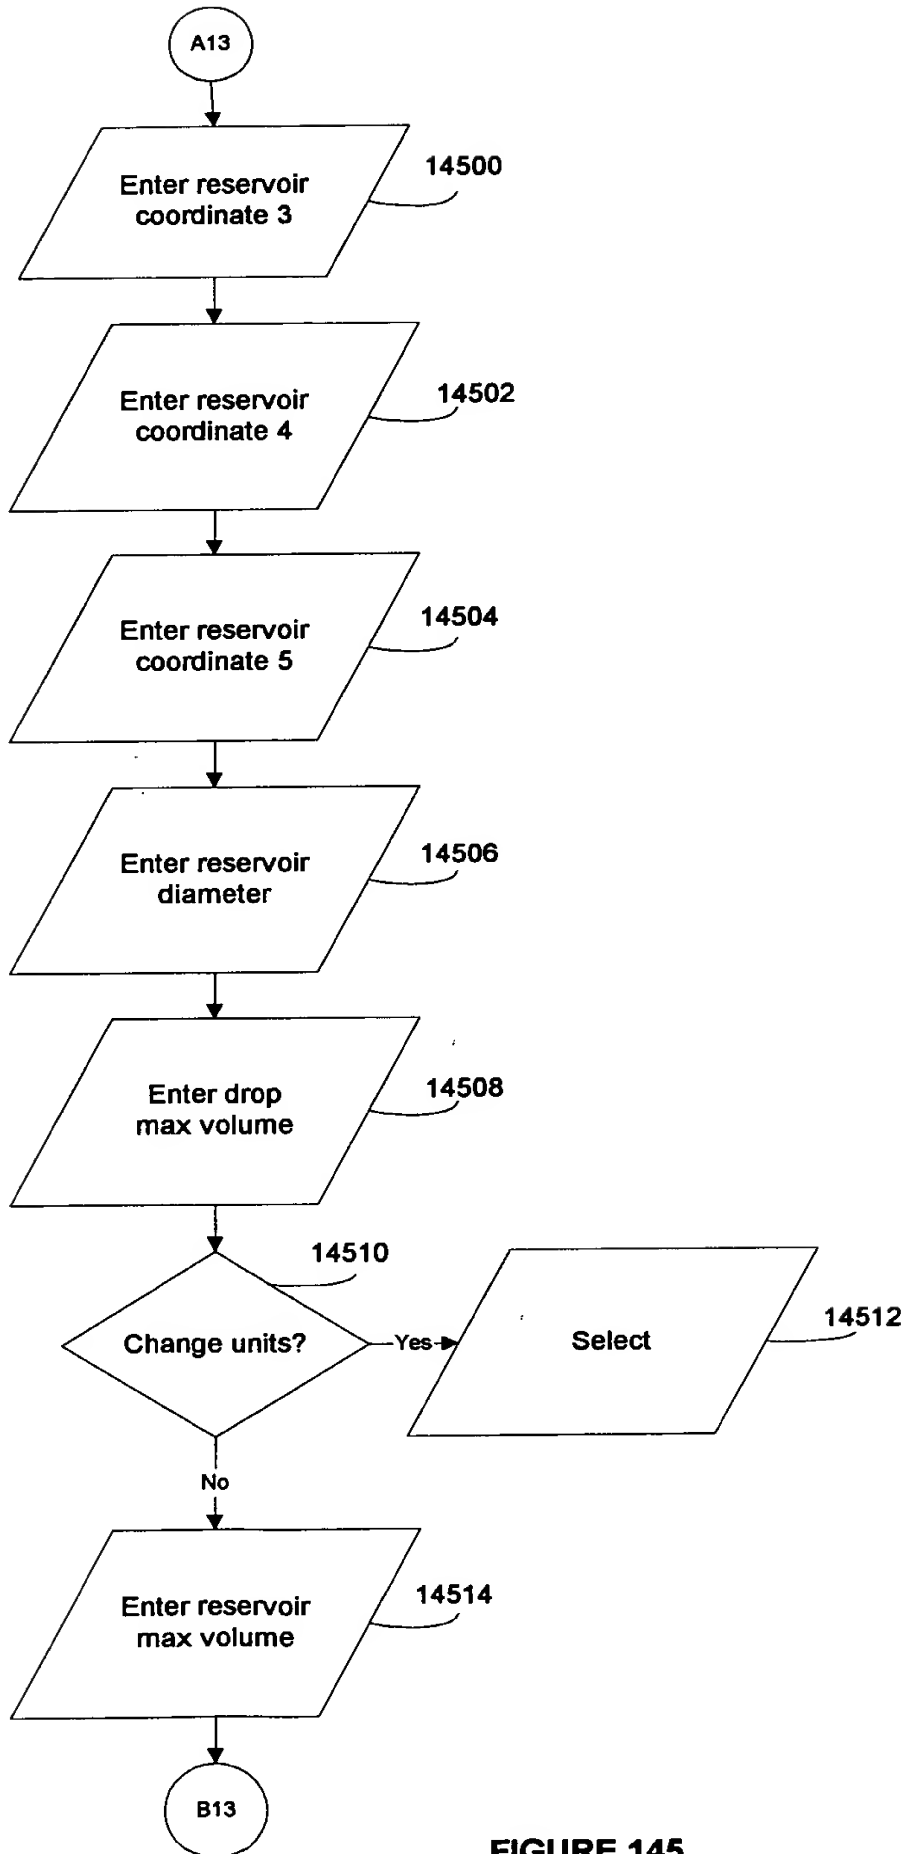 A13
Enter reservoir
coordinate 3
14500
Enter reservoir
coordinate 4
14502
Enter reservoir
coordinate 5
14504
Enter reservoir
diameter
14506
Enter drop
max volume
14508
Change units?
14510
Yes
Select
14512
No
Enter reservoir
max volume
14514
B13
FIGURE 145